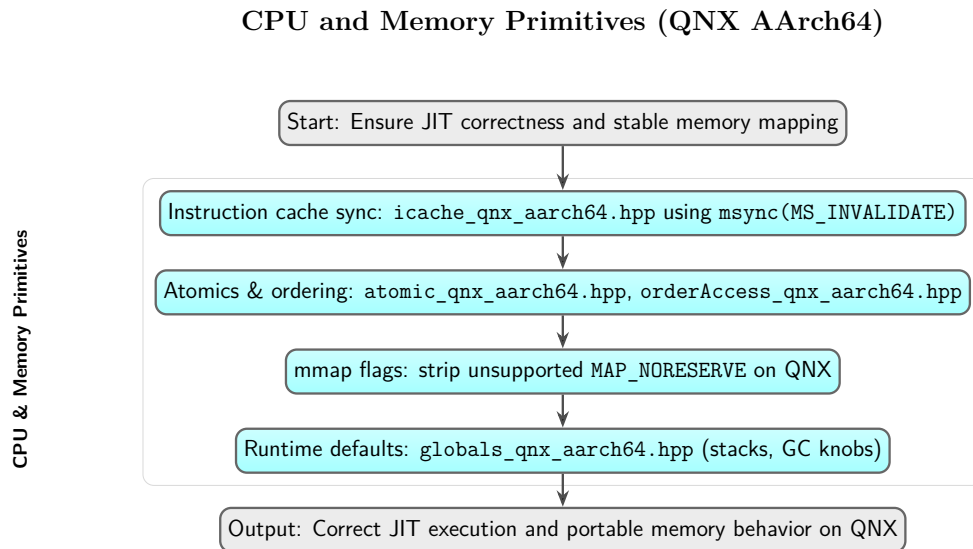 CPU and Memory Primitives (QNX AArch64)
Start: Ensure JIT correctness and stable memory mapping
Instruction cache sync: icache_qnx_aarch64.hpp using msync(MS_INVALIDATE)
Atomics & ordering: atomic_qnx_aarch64.hpp, orderAccess_qnx_aarch64.hpp
mmap flags: strip unsupported MAP_NORESERVE on QNX
Runtime defaults: globals_qnx_aarch64.hpp (stacks, GC knobs)
Output: Correct JIT execution and portable memory behavior on QNX
CPU & Memory Primitives